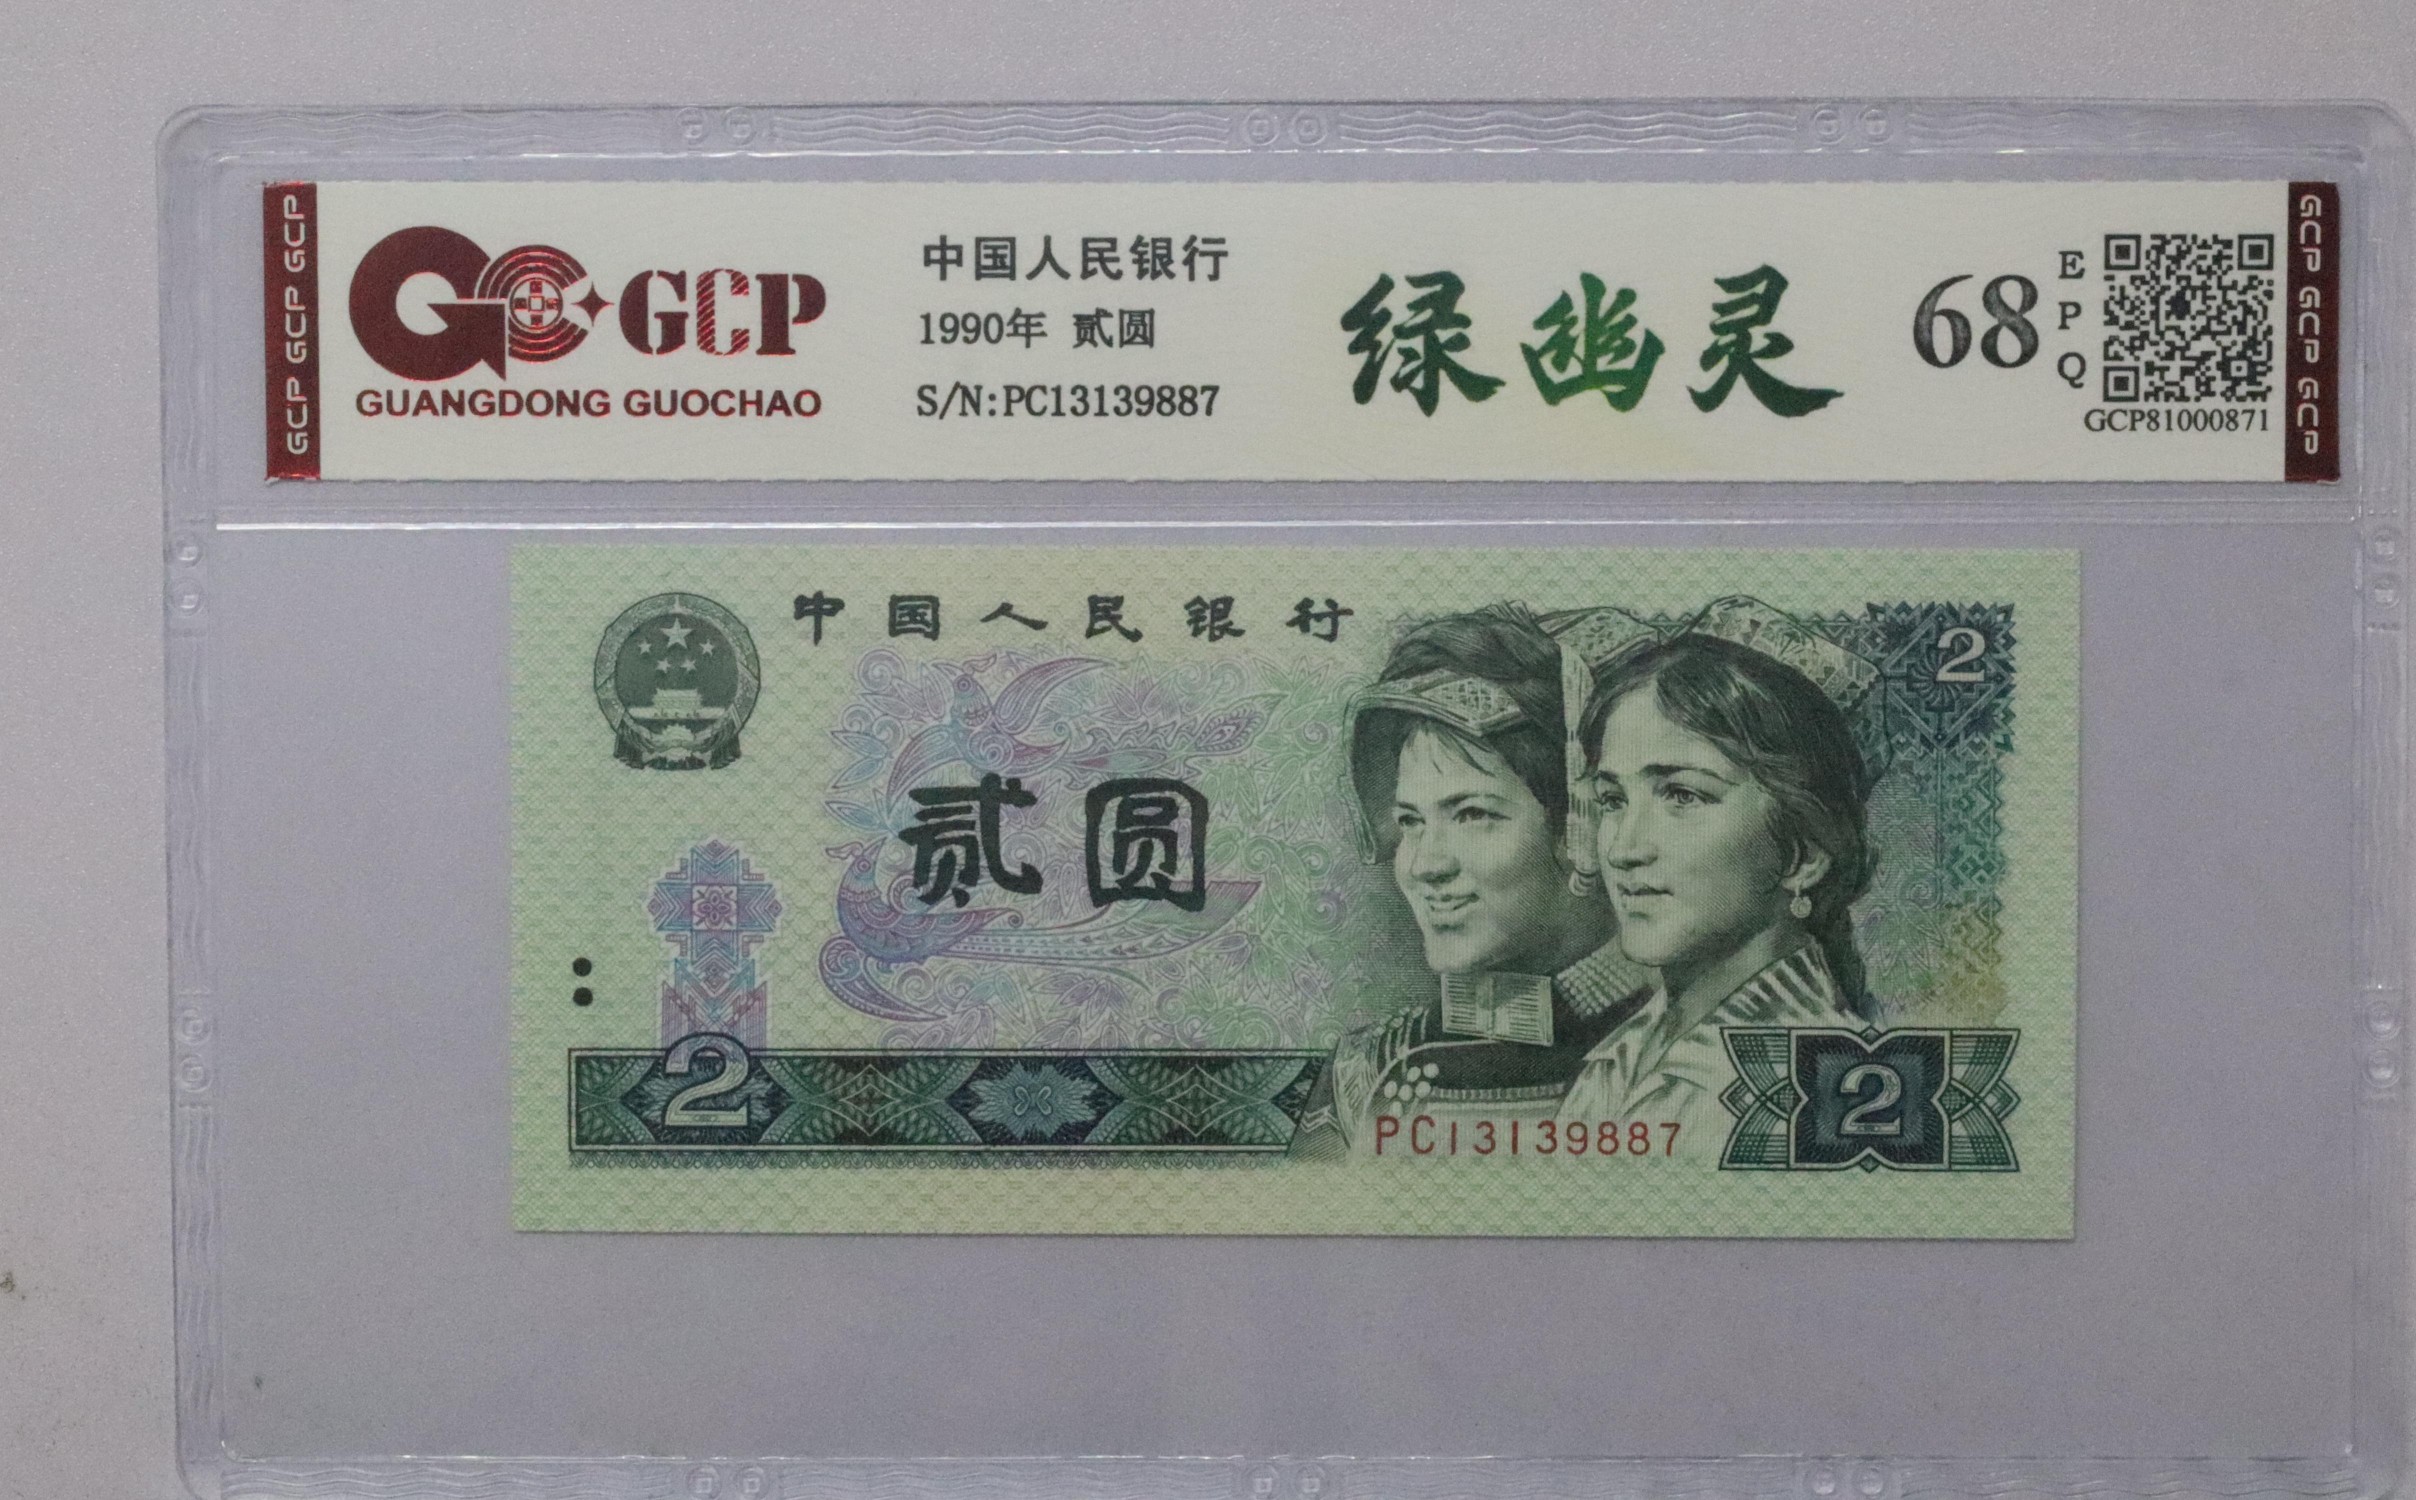 GCP GCP GCP
GCP
GUANGDONG GUOCHAO
中国人民银行
1990年 贰圆
S/N:PC13139887
绿幽灵
68
E
P
Q
GCP81000871
GCP GCP GCP
中国人民银行
2
贰圆
2
PC13139887
2